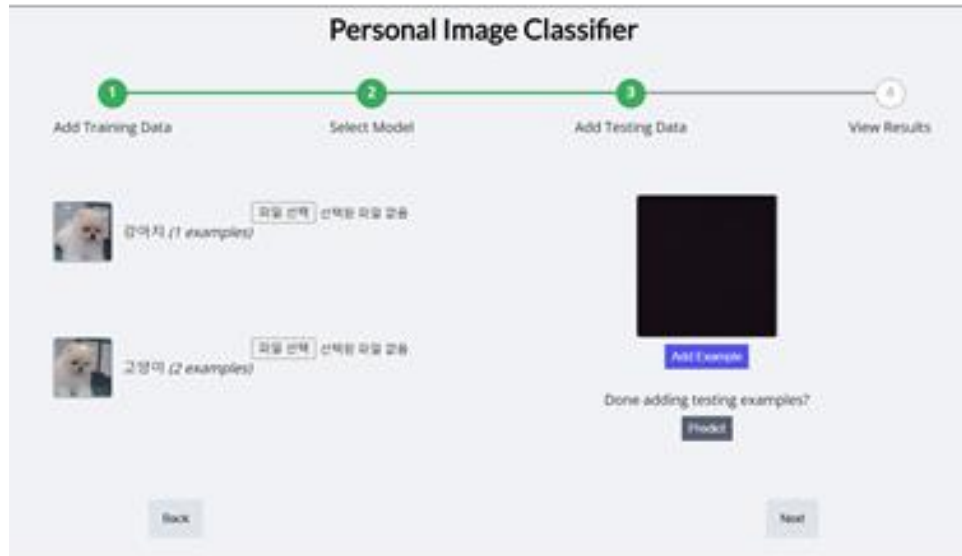 Personal Image Classifier
1
2
3
4
Add Training Data
Select Model
Add Testing Data
View Results
파일 선택 선택된 파일 없음
강아지 (1 examples)
파일 선택 선택된 파일 없음
고양이 (2 examples)
Add Example
Done adding testing examples?
Predict
Back
Next